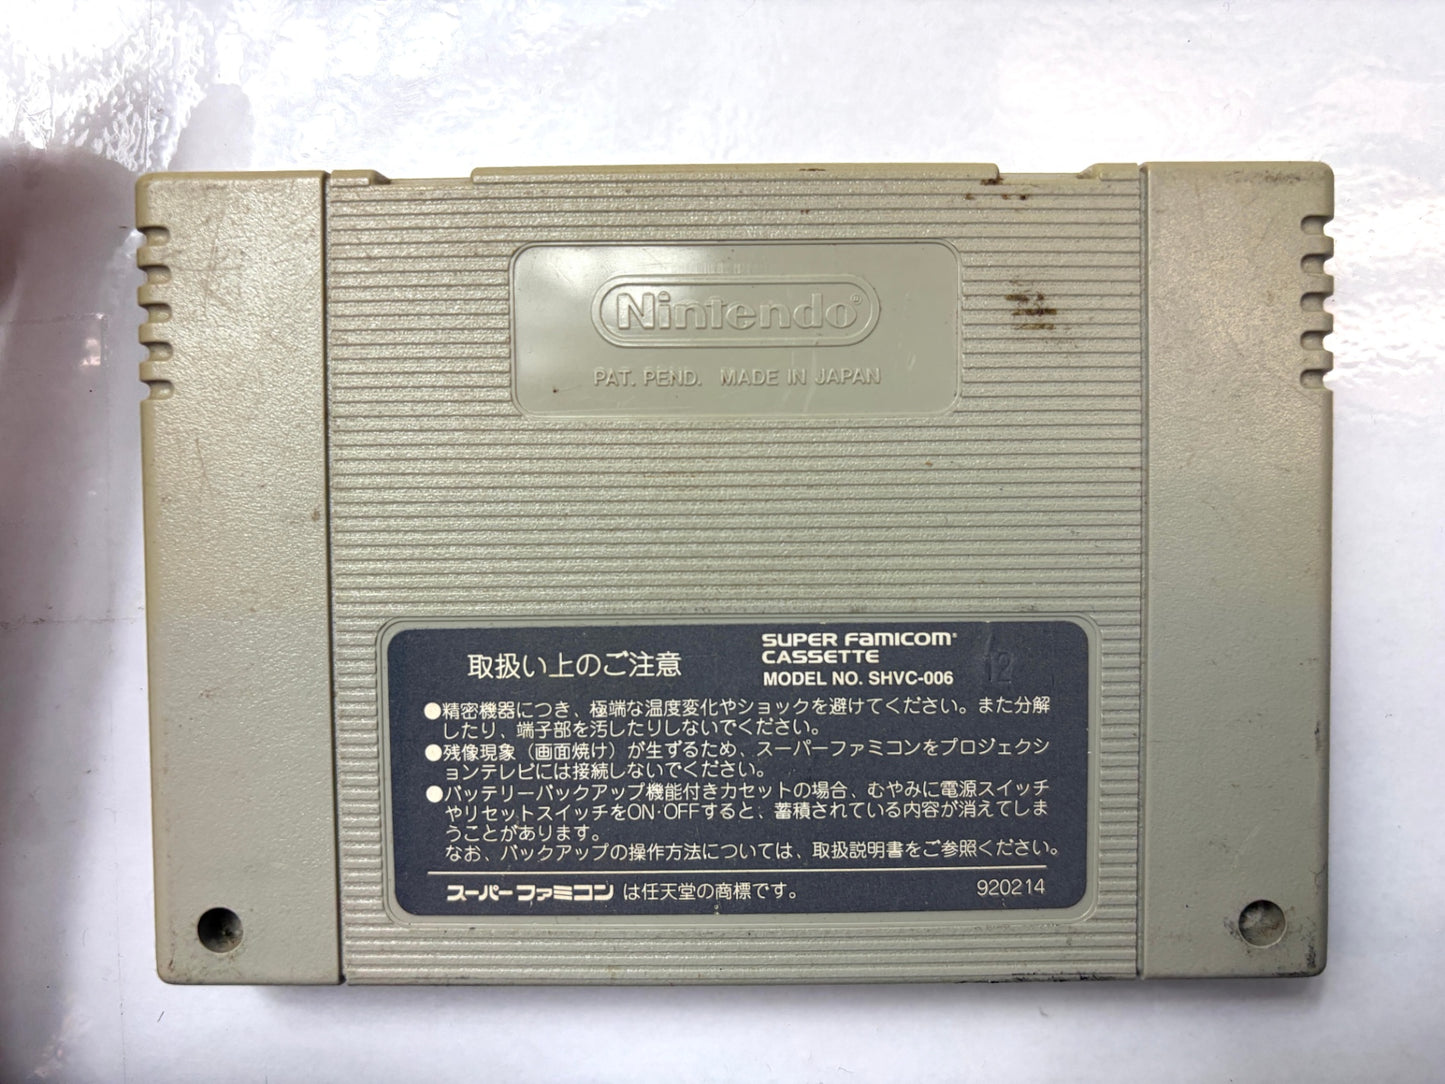 Nintendo®
PAT. PEND. MADE IN JAPAN
取扱い上のご注意
SUPER FAMICOM®
CASSETTE
MODEL NO. SHVC-006
12
●精密機器につき、極端な温度変化やショックを避けてください。また分解
したり、端子部を汚したりしないでください。
●残像現象（画面焼け）が生ずるため、スーパーファミコンをプロジェクシ
ョンテレビには接続しないでください。
●バッテリーバックアップ機能付きカセットの場合、むやみに電源スイッチ
やリセットスイッチをON・OFFすると、蓄積されている内容が消えてしま
うことがあります。
なお、バックアップの操作方法については、取扱説明書をご参照ください。
スーパーファミコン は任天堂の商標です。
920214